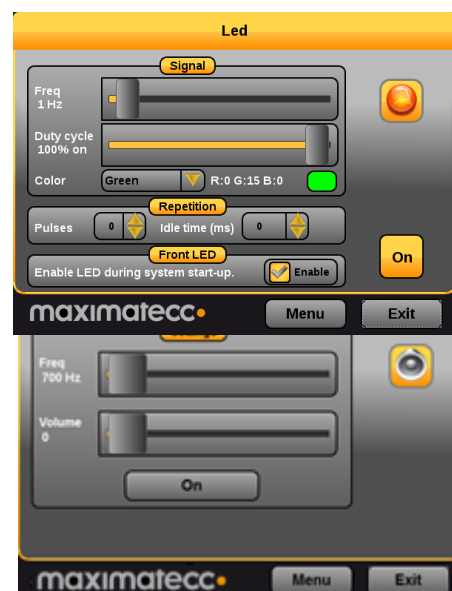 Led
Signal
Freq
1 Hz
Duty cycle
100% on
Color Green R:0 G:15 B:0
Repetition
Pulses 0 Idle time (ms) 0
Front LED
Enable LED during system start-up. Enable
On
maximatecc
Menu Exit
Freq
700 Hz
Volume
0
On
maximatecc
Menu Exit